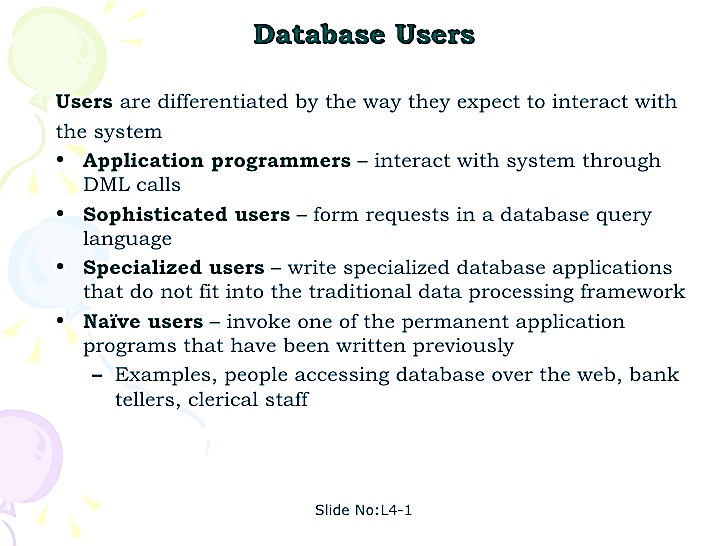 Database Users
Users are differentiated by the way they expect to interact with
the system
• Application programmers – interact with system through
DML calls
• Sophisticated users – form requests in a database query
language
• Specialized users – write specialized database applications
that do not fit into the traditional data processing framework
• Naïve users – invoke one of the permanent application
programs that have been written previously
– Examples, people accessing database over the web, bank
tellers, clerical staff
Slide No:L4-1